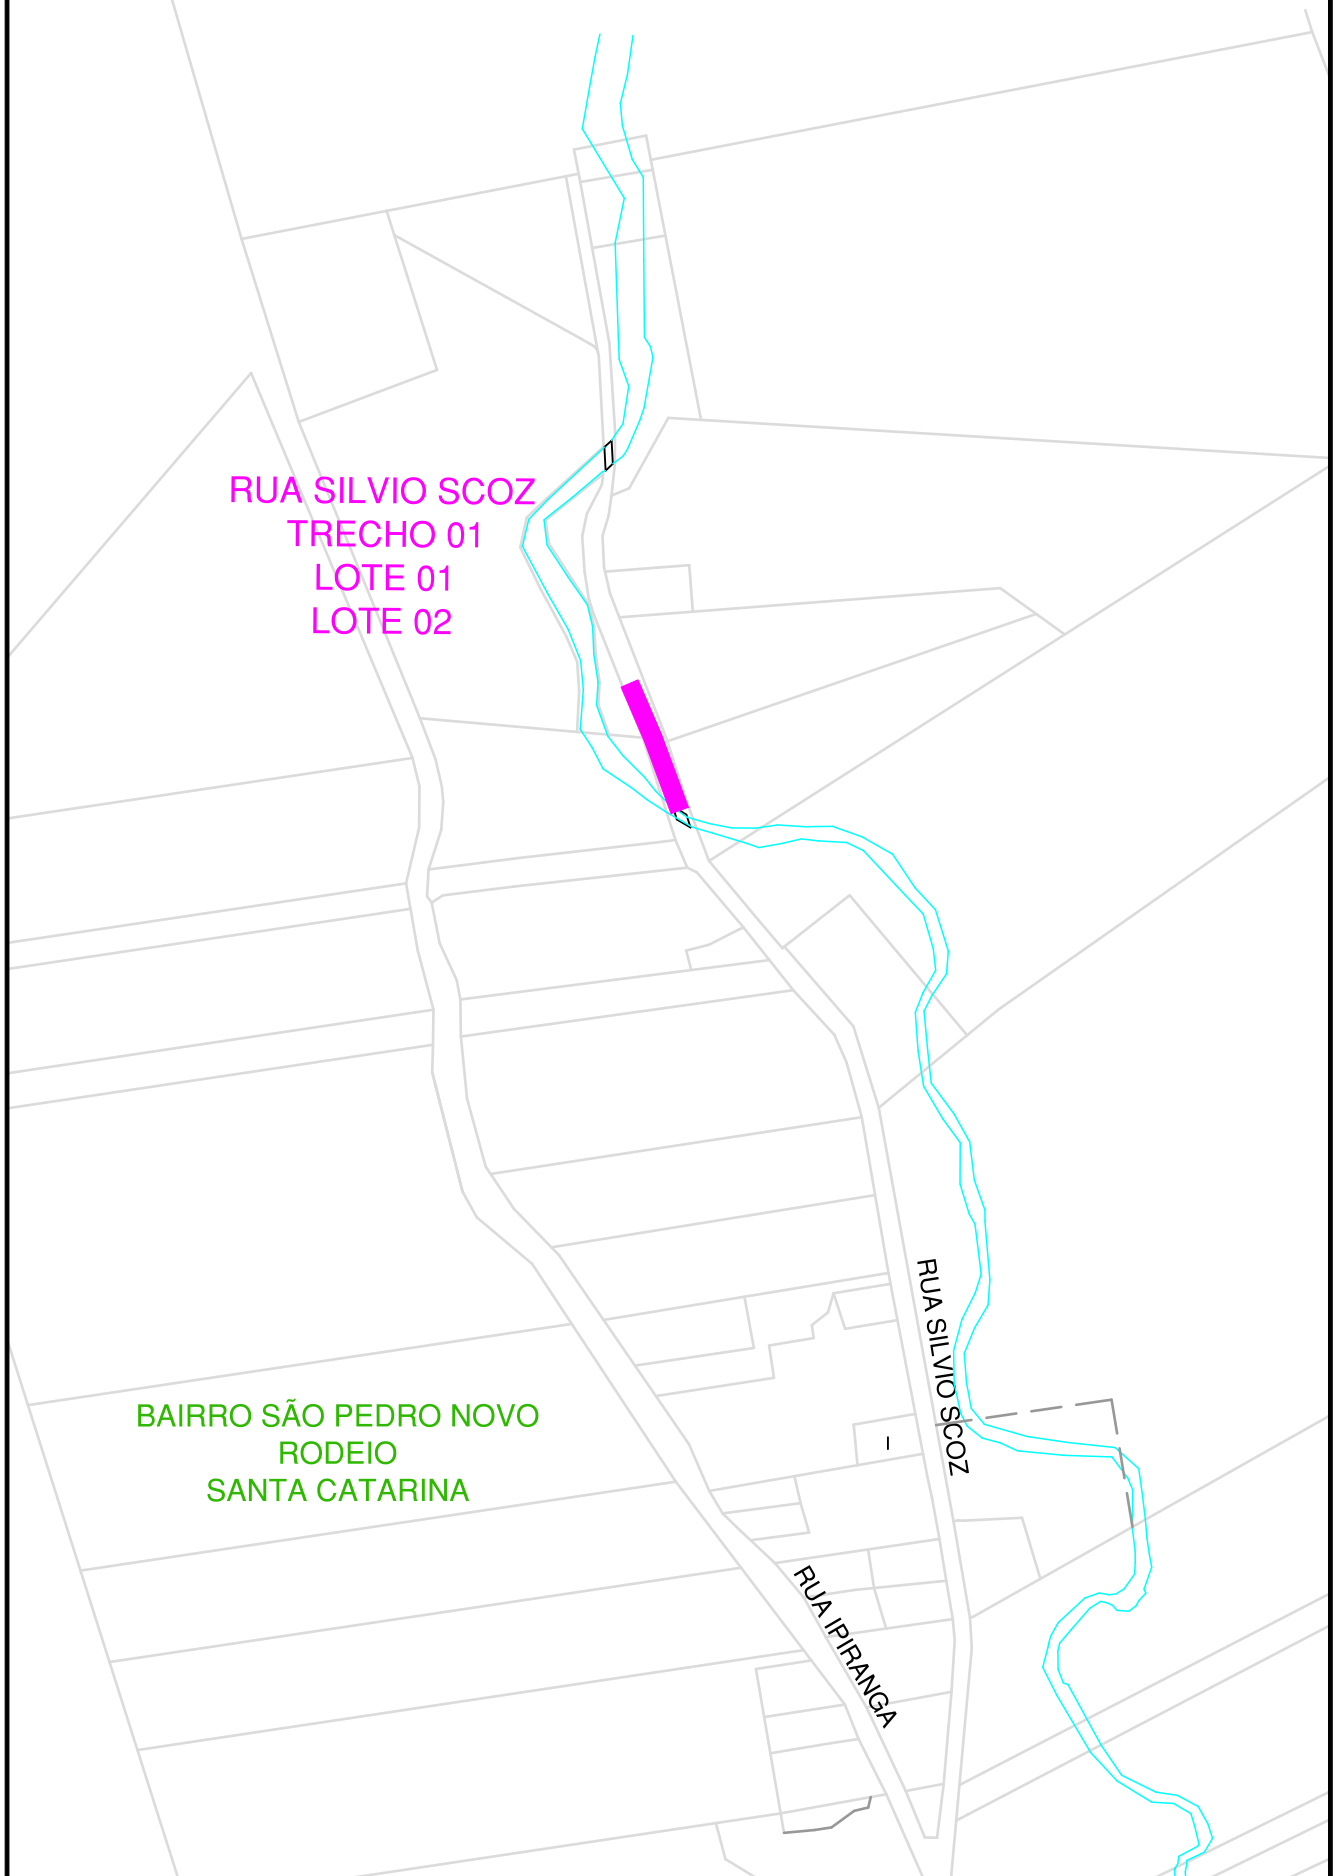 RUA SILVIO SCOZ
TRECHO 01
LOTE 01
LOTE 02
RUA SILVIO SCOZ
BAIRRO SÃO PEDRO NOVO
RODEIO
SANTA CATARINA
RUA IPIRANGA